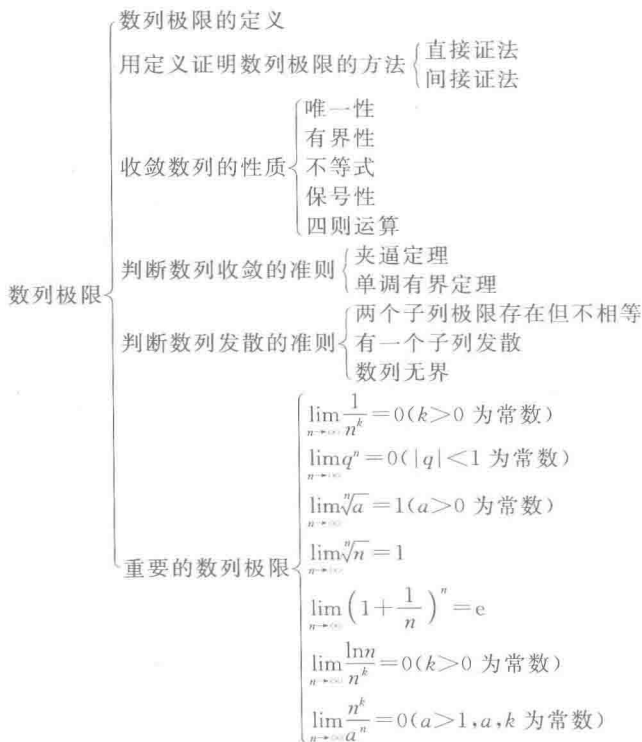 数列极限的定义
用定义证明数列极限的方法
直接证法
间接证法
收敛数列的性质
唯一性
有界性
不等式
保号性
四则运算
数列极限
判断数列收敛的准则
夹逼定理
单调有界定理
判断数列发散的准则
两个子列极限存在但不相等
有一个子列发散
数列无界
重要的数列极限
\lim_{n→∞} \frac{1}{n^k}=0(k>0 为常数)
\lim_{n→∞} q^n=0(|q|<1 为常数)
\lim_{n→∞} \sqrt[n]{a}=1(a>0 为常数)
\lim_{n→∞} \sqrt[n]{n}=1
\lim_{n→∞} (1+\frac{1}{n})^n=e
\lim_{n→∞} \frac{\ln n}{n^k}=0(k>0 为常数)
\lim_{n→∞} \frac{n^k}{a^n}=0(a>1,a,k 为常数)